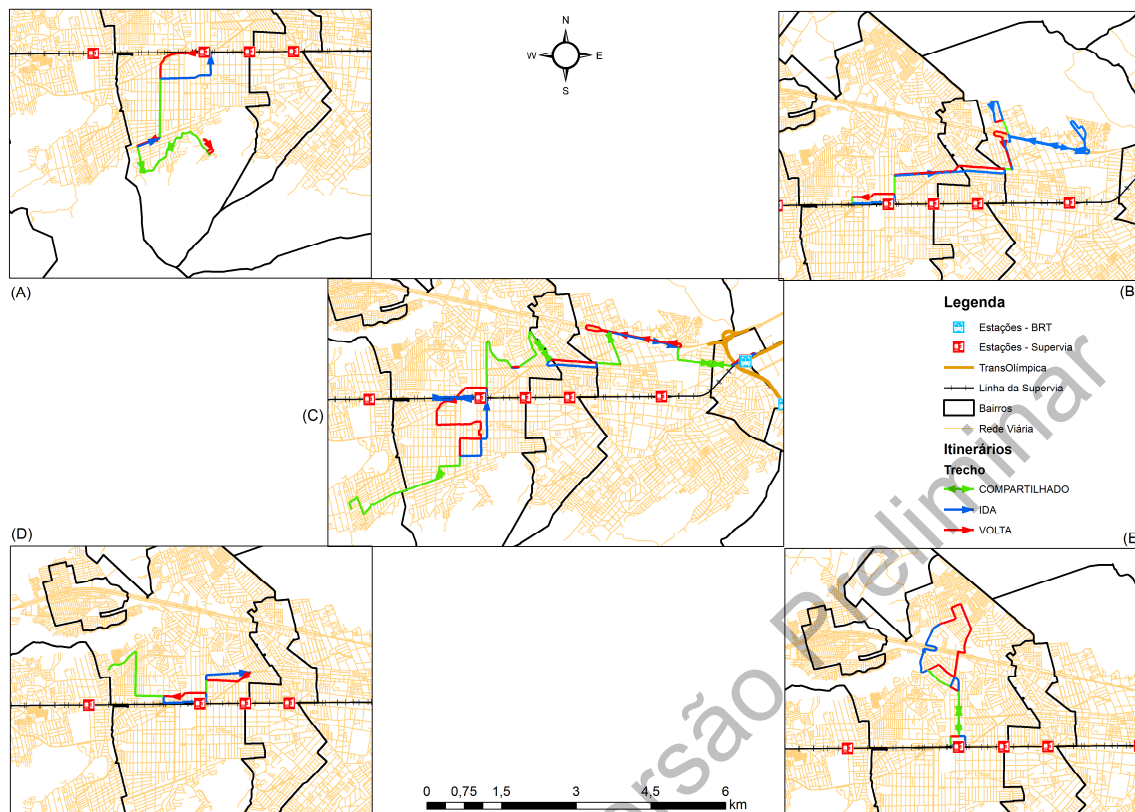 N
W E
S
(A)
(B)
(C)
(D)
(E)
Legenda
Estações - BRT
Estações - Supervia
TransOlímpica
Linha da Supervia
Bairros
Rede Viária
Itinerários
Trecho
COMPARTILHADO
IDA
VOLTA
0 0,75 1,5 3 4,5 6
km
ersão Preliminar